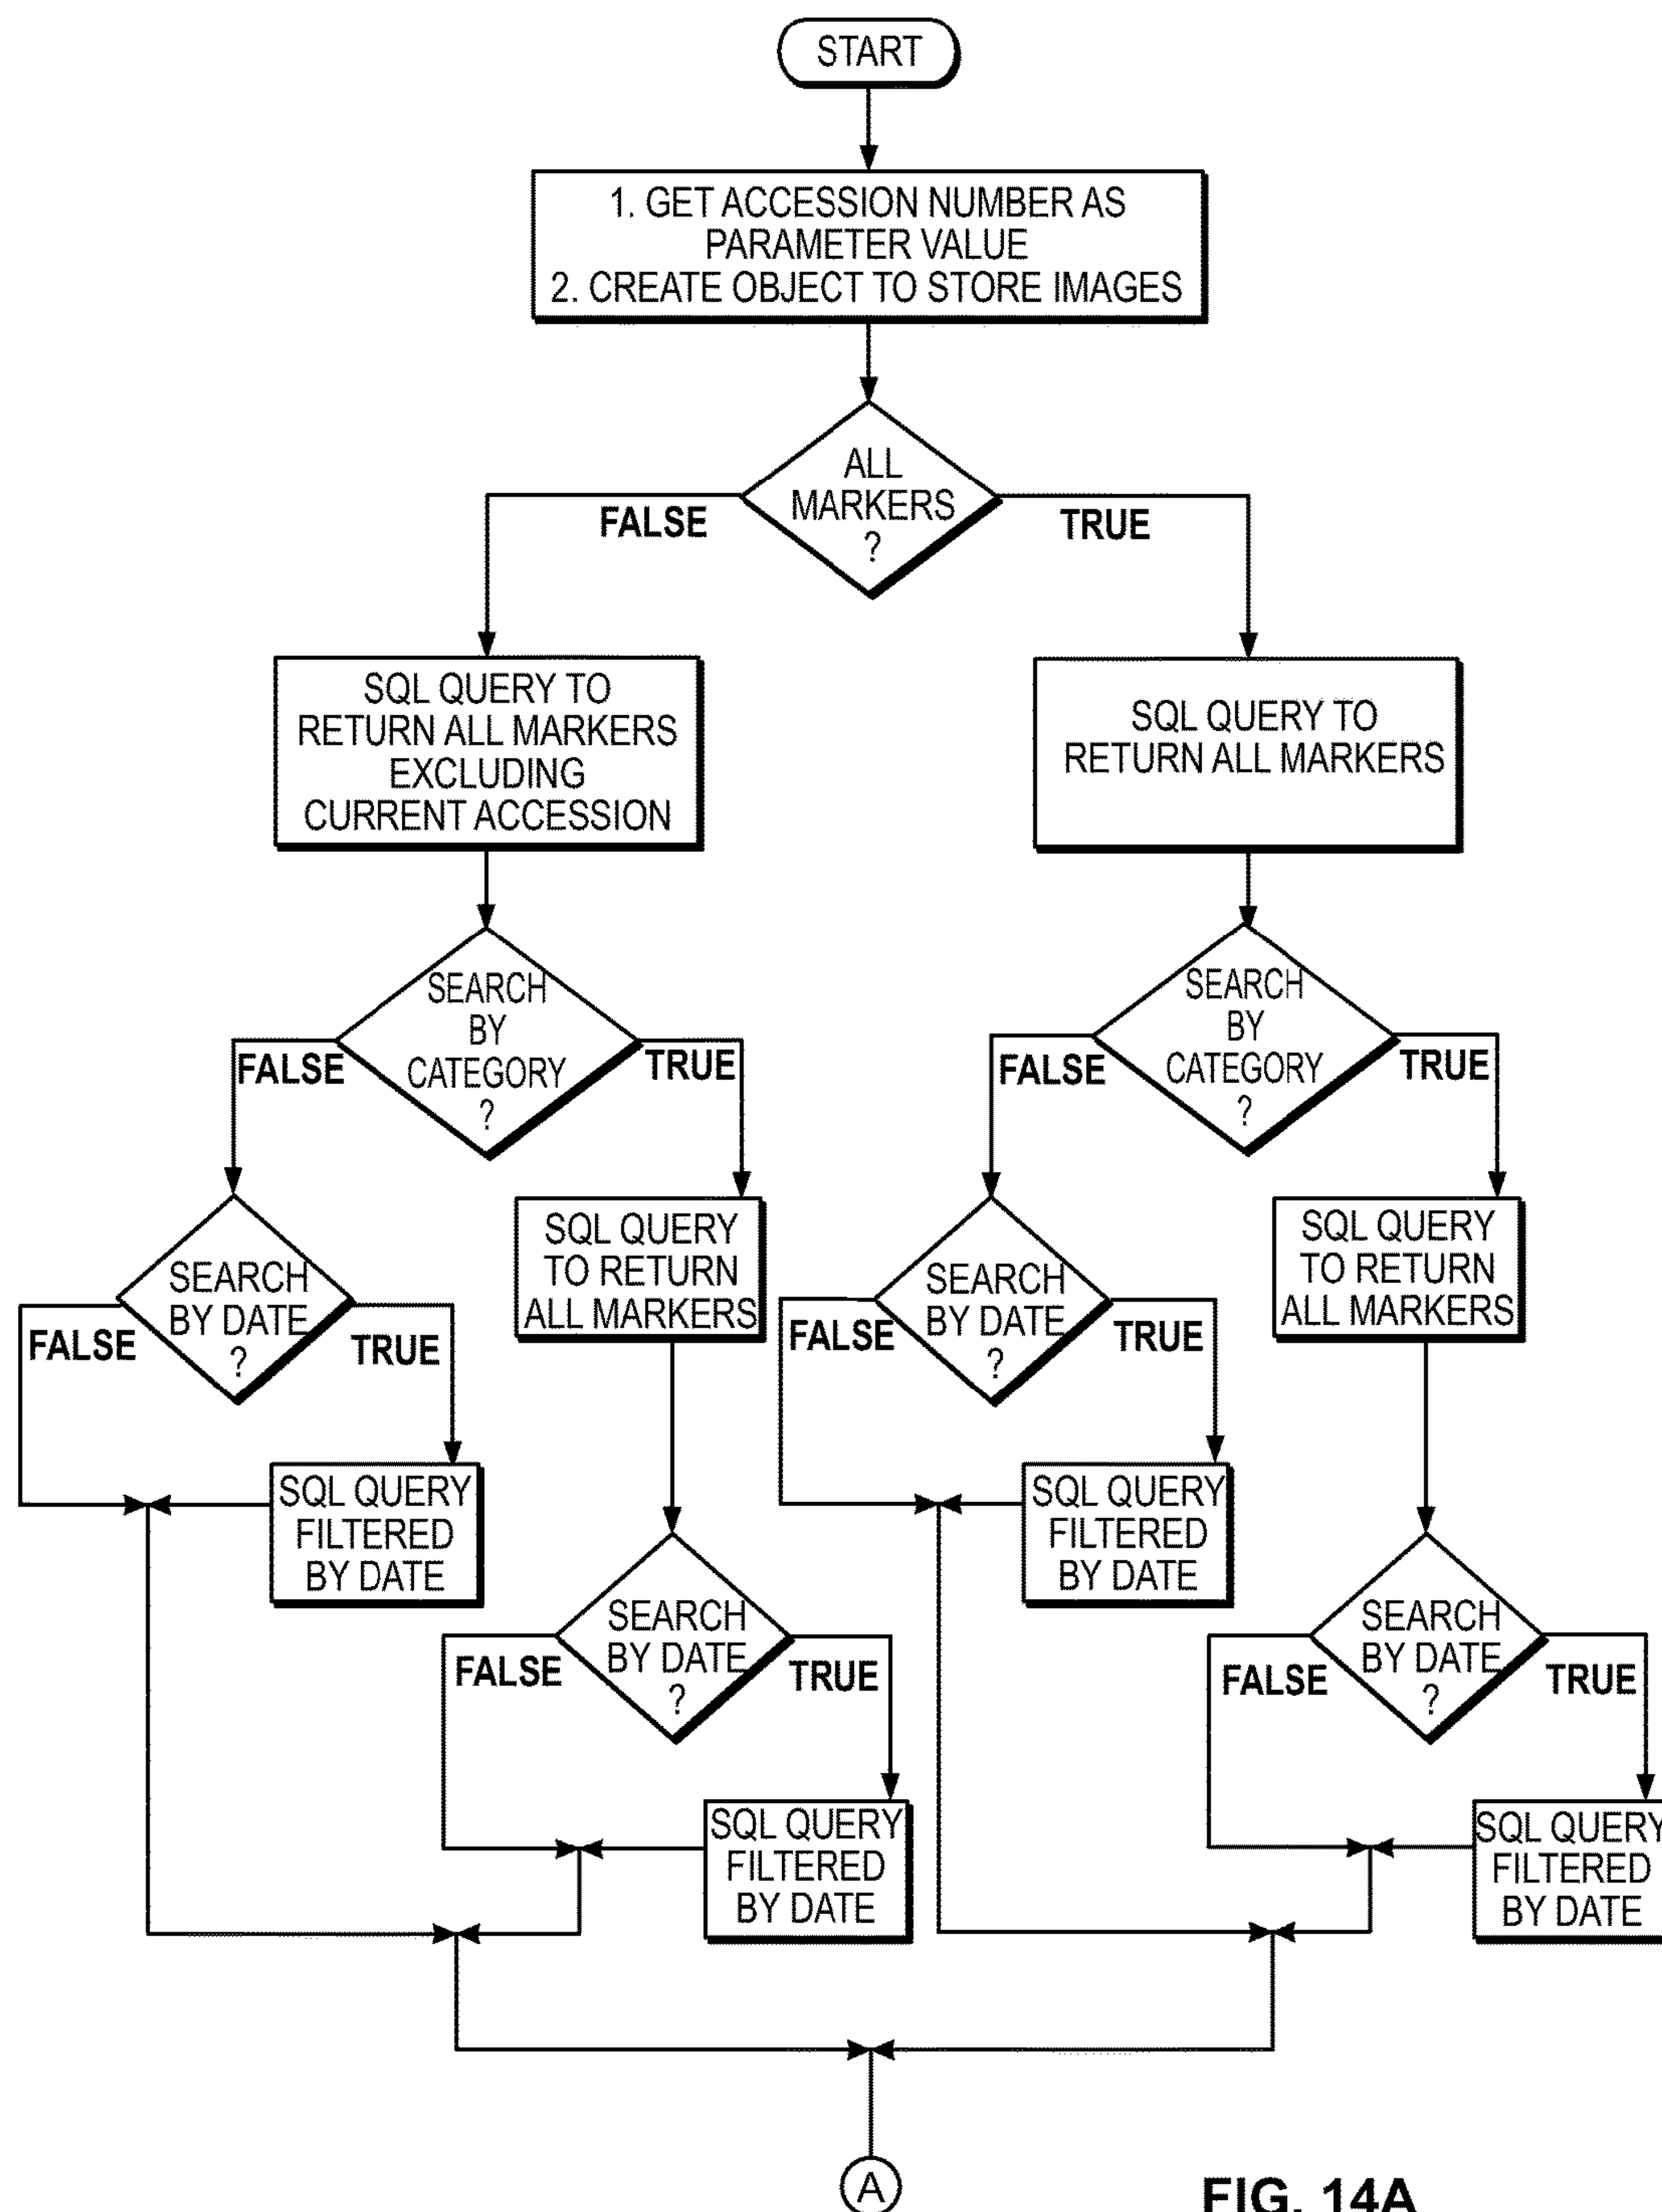 START
1. GET ACCESSION NUMBER AS
PARAMETER VALUE
2. CREATE OBJECT TO STORE IMAGES
ALL
MARKERS
?
FALSE
TRUE
SQL QUERY TO
RETURN ALL MARKERS
EXCLUDING
CURRENT ACCESSION
SQL QUERY TO
RETURN ALL MARKERS
SEARCH
BY
CATEGORY
?
FALSE
TRUE
SEARCH
BY
CATEGORY
?
FALSE
TRUE
SEARCH
BY DATE
?
FALSE
TRUE
SQL QUERY
TO RETURN
ALL MARKERS
SEARCH
BY DATE
?
FALSE
TRUE
SQL QUERY
TO RETURN
ALL MARKERS
SQL QUERY
FILTERED
BY DATE
SQL QUERY
FILTERED
BY DATE
SEARCH
BY DATE
?
FALSE
TRUE
SEARCH
BY DATE
?
FALSE
TRUE
SQL QUERY
FILTERED
BY DATE
SQL QUERY
FILTERED
BY DATE
A
FIG. 14A